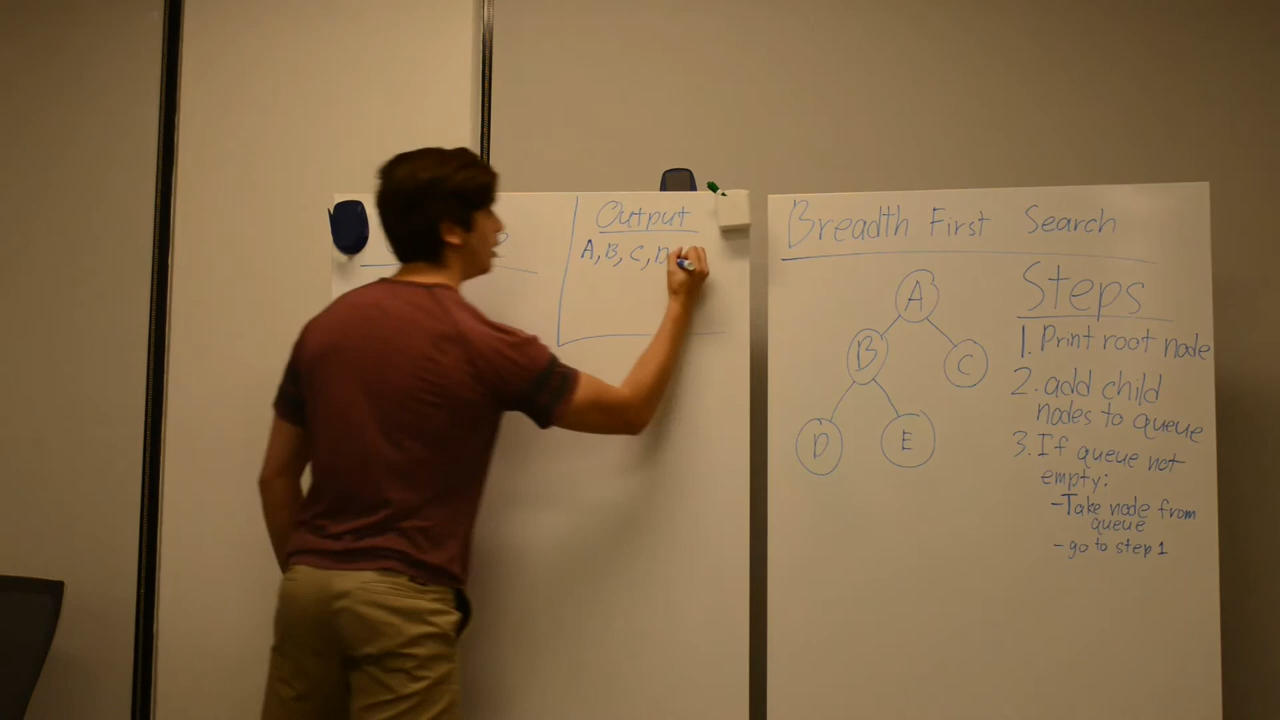 Output
A, B, C, D
Breadth First Search
A
B
C
D
E
Steps
1. Print root node
2. add child
nodes to queue
3. If queue not
empty:
- Take node from
queue
- go to step 1